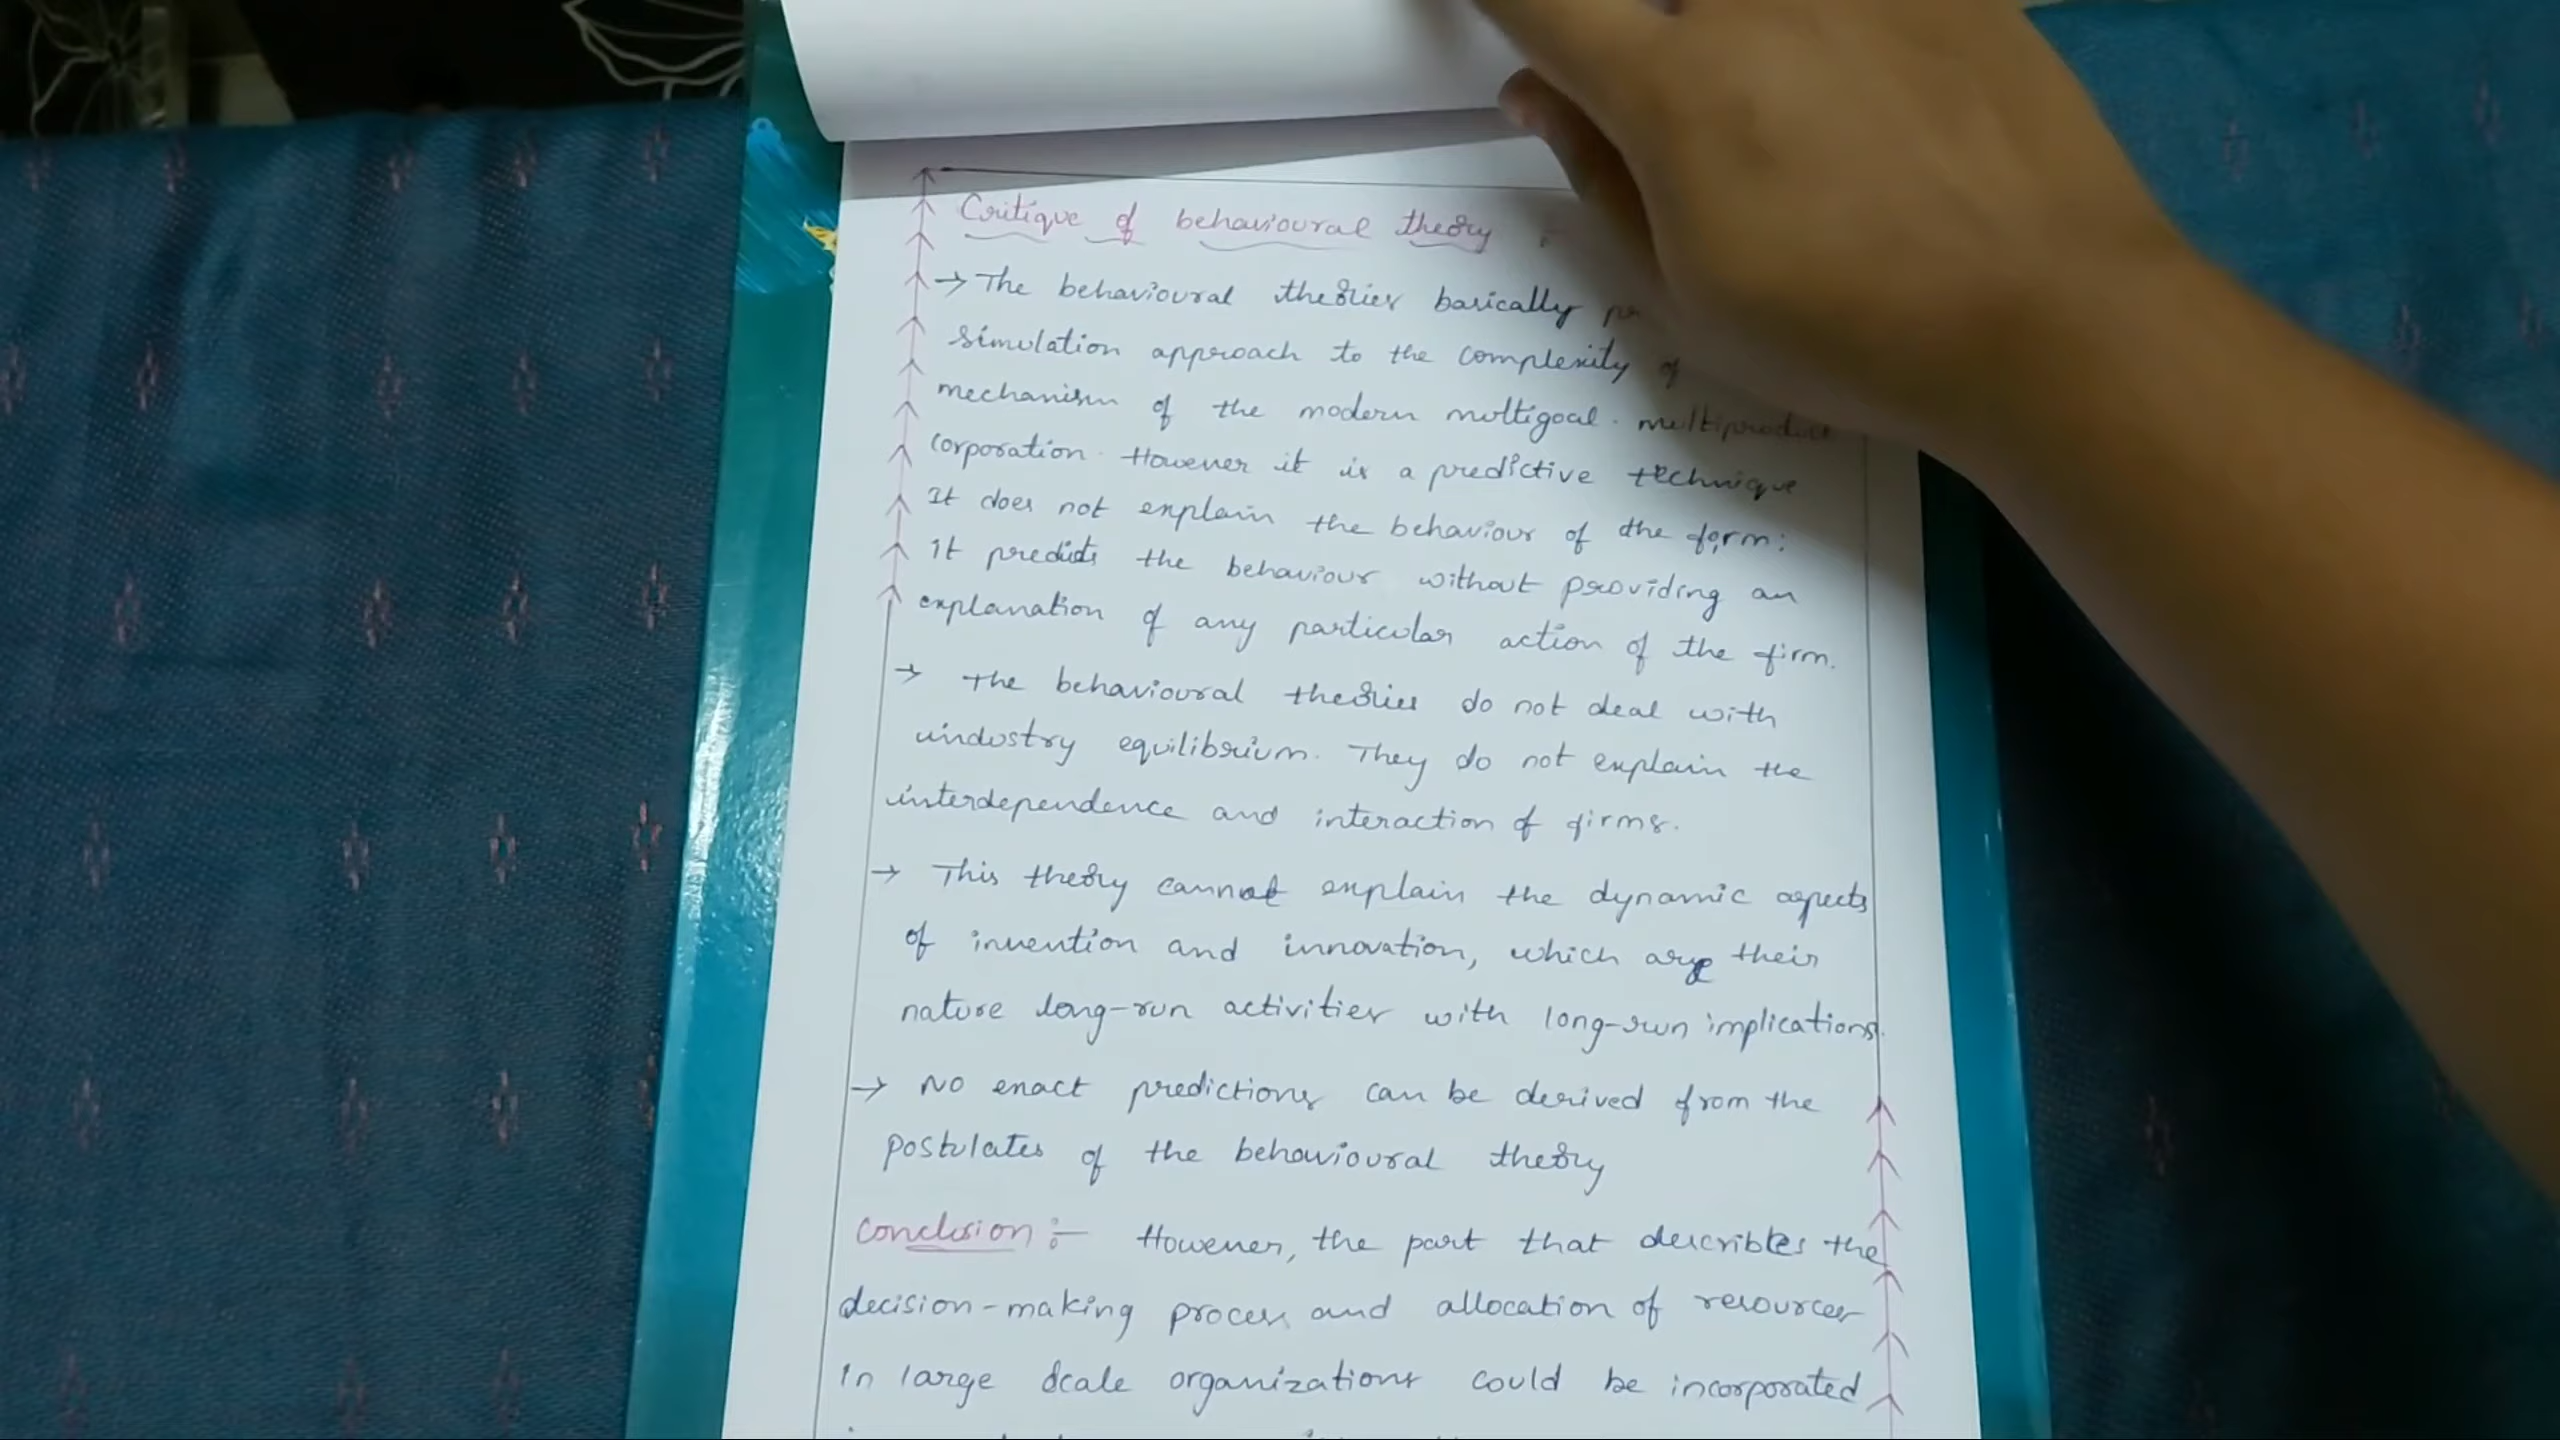 Critique of behavioural theory :-
→ The behavioural theories basically
simulation approach to the complexity of
mechanism of the modern multigoal. multiproduct
corporation. However it is a predictive technique
It does not explain the behaviour of the form:
it predicts the behaviour without providing an
explanation of any particular action of the firm.
→ The behavioural theories do not deal with
industry equilibrium. They do not explain the
interdependence and interaction of firms.
→ This theory cannot explain the dynamic aspects
of invention and innovation, which are their
nature long-run activities with long-run implications.
→ No exact predictions can be derived from the
postulates of the behavioural theory
Conclusion :- However, the part that describes the
decision-making process and allocation of resources
In large scale organizations could be incorporated